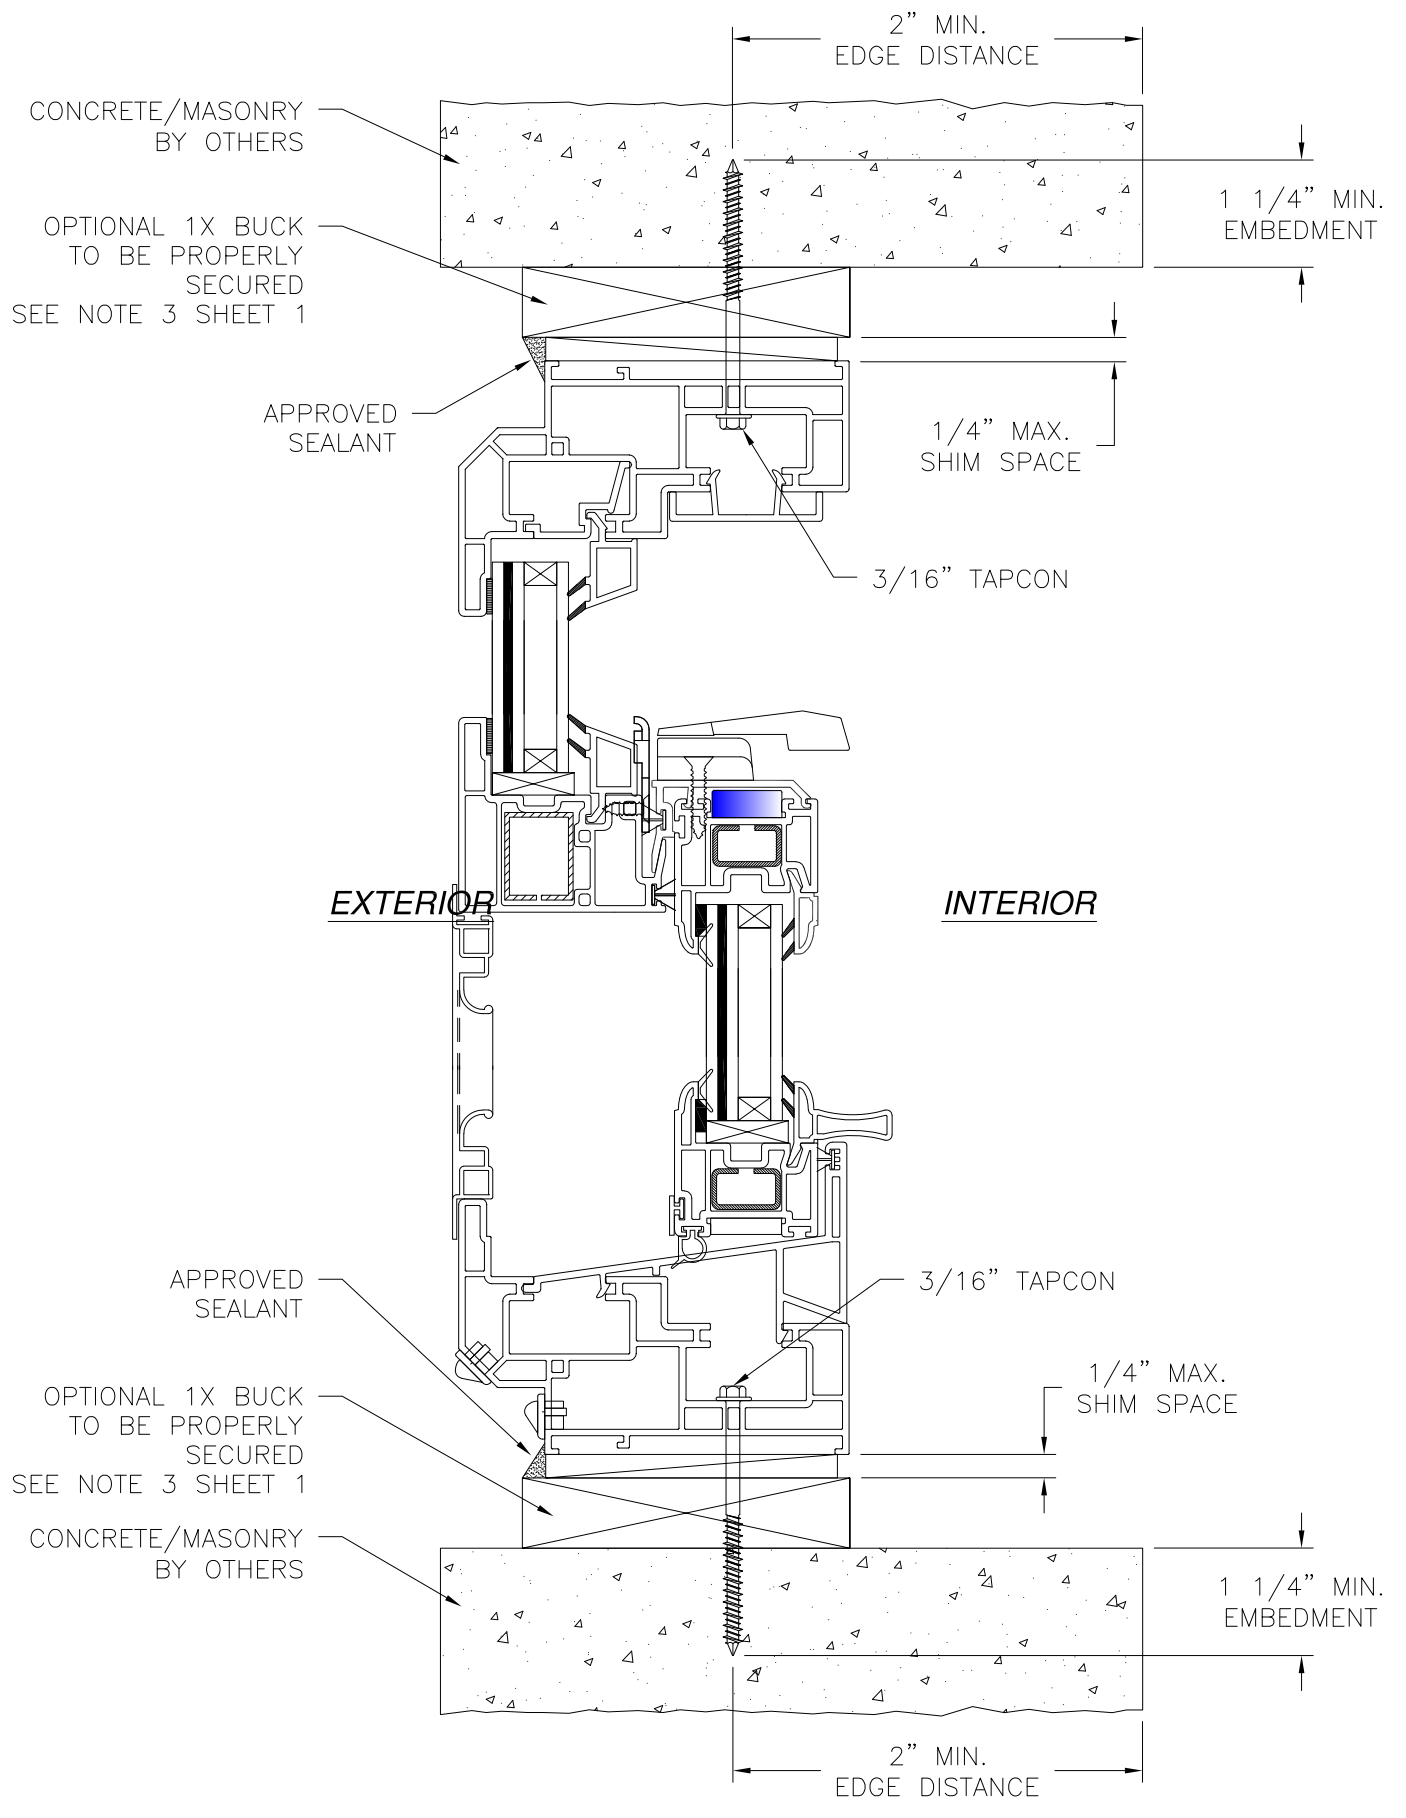 2” MIN.
EDGE DISTANCE
CONCRETE/MASONRY
BY OTHERS
1 1/4” MIN.
EMBEDMENT
OPTIONAL 1X BUCK
TO BE PROPERLY
SECURED
SEE NOTE 3 SHEET 1
APPROVED
SEALANT
1/4” MAX.
SHIM SPACE
3/16” TAPCON
EXTERIOR
INTERIOR
APPROVED
SEALANT
3/16” TAPCON
1/4” MAX.
SHIM SPACE
OPTIONAL 1X BUCK
TO BE PROPERLY
SECURED
SEE NOTE 3 SHEET 1
CONCRETE/MASONRY
BY OTHERS
1 1/4” MIN.
EMBEDMENT
2” MIN.
EDGE DISTANCE